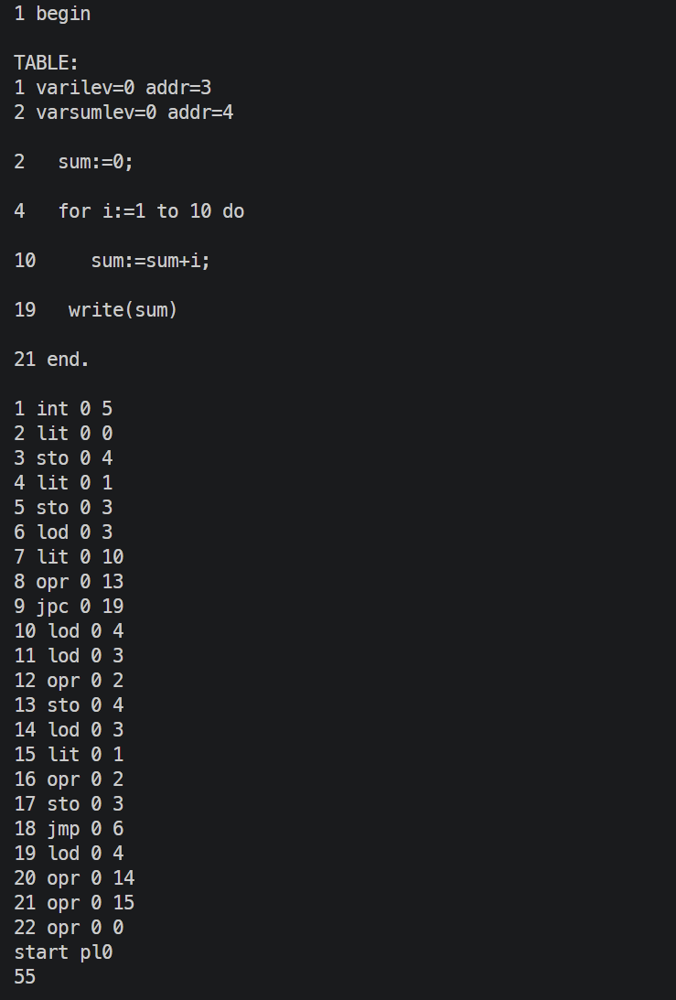 1 begin
TABLE:
1 varilev=0 addr=3
2 varsumlev=0 addr=4
2   sum:=0;
4   for i:=1 to 10 do
10     sum:=sum+i;
19   write(sum)
21 end.
1 int 0 5
2 lit 0 0
3 sto 0 4
4 lit 0 1
5 sto 0 3
6 lod 0 3
7 lit 0 10
8 opr 0 13
9 jpc 0 19
10 lod 0 4
11 lod 0 3
12 opr 0 2
13 sto 0 4
14 lod 0 3
15 lit 0 1
16 opr 0 2
17 sto 0 3
18 jmp 0 6
19 lod 0 4
20 opr 0 14
21 opr 0 15
22 opr 0 0
start pl0
55